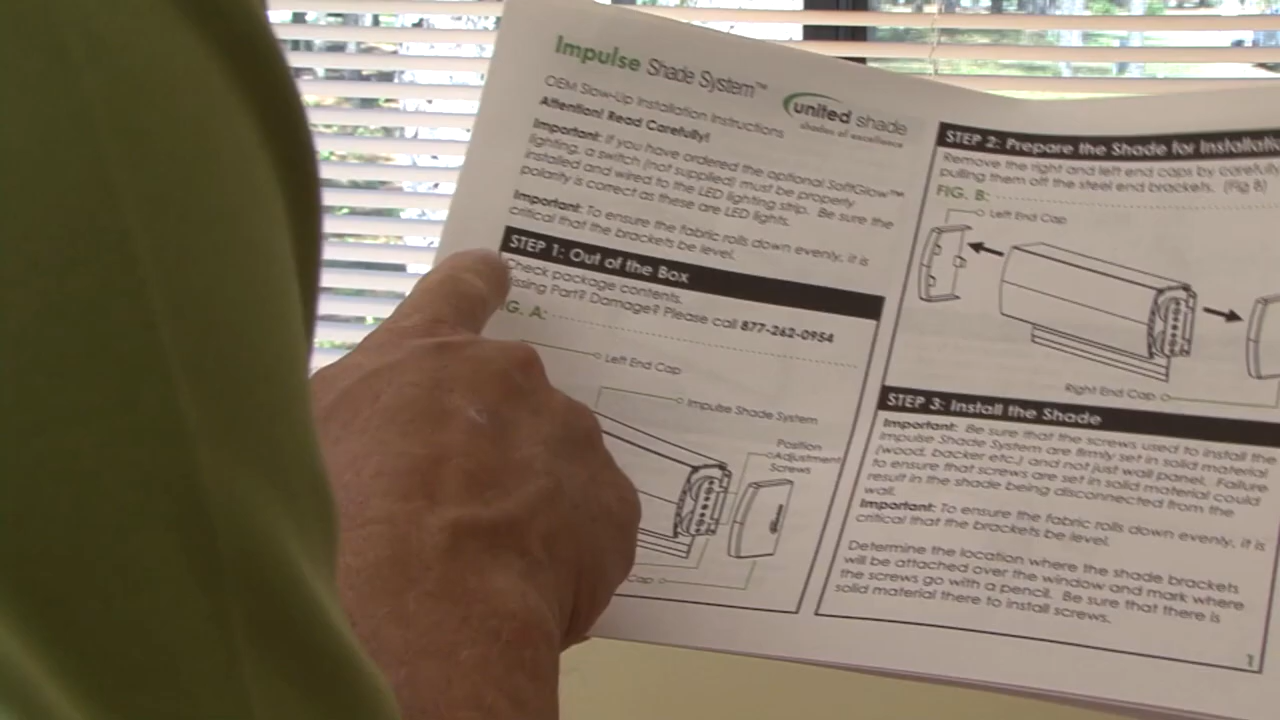 Impulse Shade System™
united shade
shades of excellence
OEM Slow-Up Installation Instructions
Attention! Read Carefully!
Important: If you have ordered the optional SoftGlow™
lighting, a switch (not supplied) must be properly
installed and wired to the LED lighting strip. Be sure the
polarity is correct as these are LED lights.
Important: To ensure the fabric rolls down evenly, it is
critical that the brackets be level.
STEP 1: Out of the Box
Check package contents.
issing Part? Damage? Please call 877-262-0954
G. A:
Left End Cap
Impulse Shade System
Position
Adjustment
Screws
Cap
STEP 2: Prepare the Shade for Installati
Remove the right and left end caps by carefully
pulling them off the steel end brackets. (Fig B)
FIG. B:
Left End Cap
Right End Cap
STEP 3: Install the Shade
Important: Be sure that the screws used to install the
Impulse Shade System are firmly set in solid material
(wood, backer etc.) and not just wall panel. Failure
to ensure that screws are set in solid material could
result in the shade being disconnected from the
wall.
Important: To ensure the fabric rolls down evenly, it is
critical that the brackets be level.
Determine the location where the shade brackets
will be attached over the window and mark where
the screws go with a pencil. Be sure that there is
solid material there to install screws.
1